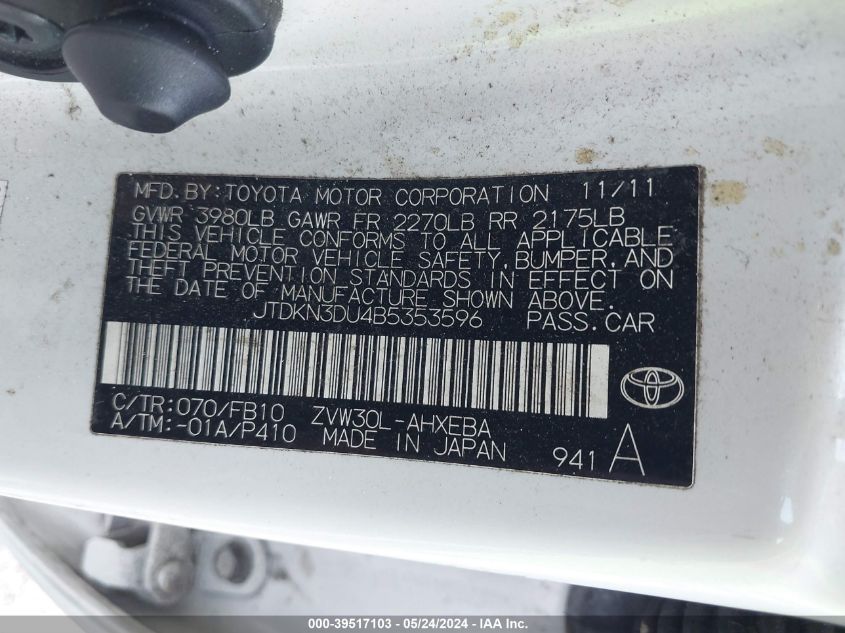 MFD. BY: TOYOTA MOTOR CORPORATION 11/11
GVWR 3980LB GAWR FR 2270LB RR 2175LB
THIS VEHICLE CONFORMS TO ALL APPLICABLE
FEDERAL MOTOR VEHICLE SAFETY, BUMPER, AND
THEFT PREVENTION STANDARDS IN EFFECT ON
THE DATE OF MANUFACTURE SHOWN ABOVE.
JTDKN3DU4B5353596 PASS. CAR
C/TR: 070/FB10 ZVW30L-AHXEBA
A/TM: -01A/P410 MADE IN JAPAN
941 A
000-39517103 - 05/24/2024 - IAA Inc.